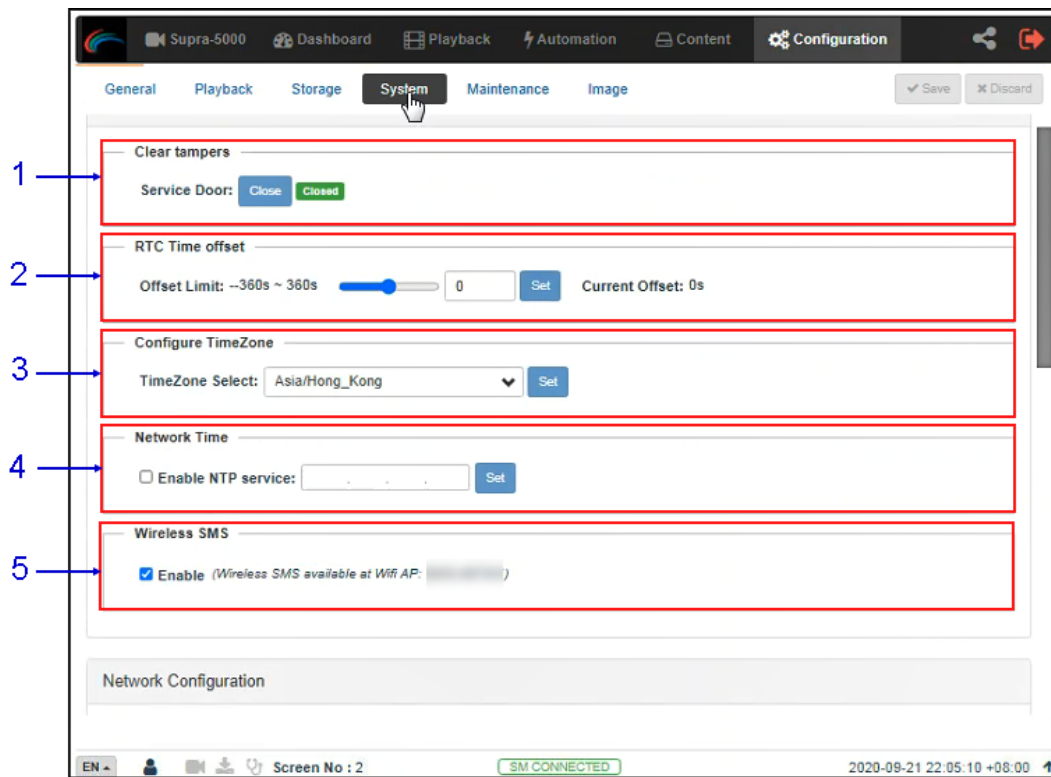 Supra-5000 Dashboard Playback Automation Content Configuration
General Playback Storage System Maintenance Image Save Discard
1
Clear tampers
Service Door: Close Closed
2
RTC Time offset
Offset Limit: --360s ~ 360s 0 Set Current Offset: 0s
3
Configure TimeZone
TimeZone Select: Asia/Hong_Kong Set
4
Network Time
Enable NTP service: . . . Set
5
Wireless SMS
Enable (Wireless SMS available at Wifi AP: )
Network Configuration
EN Screen No : 2 SM CONNECTED 2020-09-21 22:05:10 +08:00